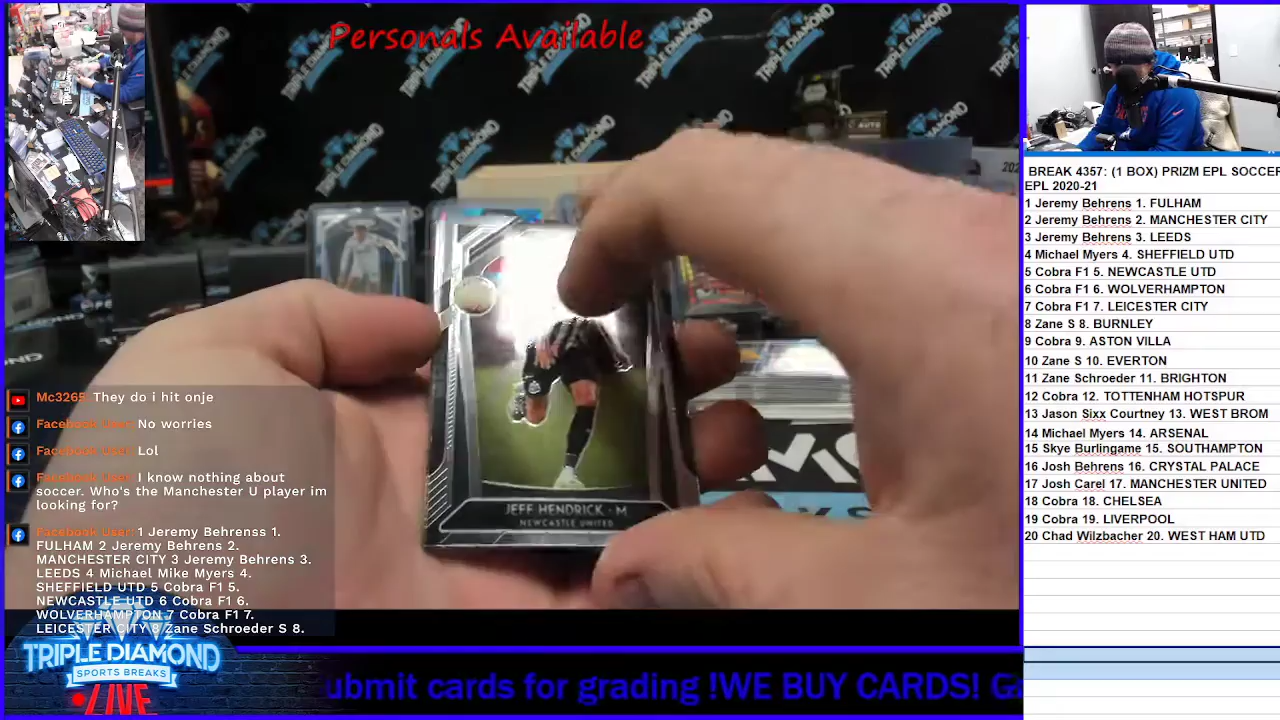 Personals Available
TRIPLE DIAMOND
TRIPLE DIAMOND
TRIPLE DIAMOND
TRIPLE DIAMOND
AUTO
JEFF HENDRICK · M
NEWCASTLE UNITED
Mc3265 They do i hit onje
Facebook User: No worries
Facebook User: Lol
Facebook User: I know nothing about
soccer. Who's the Manchester U player im
looking for?
Facebook User: 1 Jeremy Behrenss 1.
FULHAM 2 Jeremy Behrens 2.
MANCHESTER CITY 3 Jeremy Behrens 3.
LEEDS 4 Michael Mike Myers 4.
SHEFFIELD UTD 5 Cobra F1 5.
NEWCASTLE UTD 6 Cobra F1 6.
WOLVERHAMPTON 7 Cobra F1 7.
LEICESTER CITY 8 Zane Schroeder S 8.
TRIPLE DIAMOND
SPORTS BREAKS
LIVE
ubmit cards for grading !WE BUY CARDS!
BREAK 4357: (1 BOX) PRIZM EPL SOCCER
EPL 2020-21
1 Jeremy Behrens 1. FULHAM
2 Jeremy Behrens 2. MANCHESTER CITY
3 Jeremy Behrens 3. LEEDS
4 Michael Myers 4. SHEFFIELD UTD
5 Cobra F1 5. NEWCASTLE UTD
6 Cobra F1 6. WOLVERHAMPTON
7 Cobra F1 7. LEICESTER CITY
8 Zane S 8. BURNLEY
9 Cobra 9. ASTON VILLA
10 Zane S 10. EVERTON
11 Zane Schroeder 11. BRIGHTON
12 Cobra 12. TOTTENHAM HOTSPUR
13 Jason Sixx Courtney 13. WEST BROM
14 Michael Myers 14. ARSENAL
15 Skye Burningame 15. SOUTHAMPTON
16 Josh Behrens 16. CRYSTAL PALACE
17 Josh Carel 17. MANCHESTER UNITED
18 Cobra 18. CHELSEA
19 Cobra 19. LIVERPOOL
20 Chad Wilzbacher 20. WEST HAM UTD